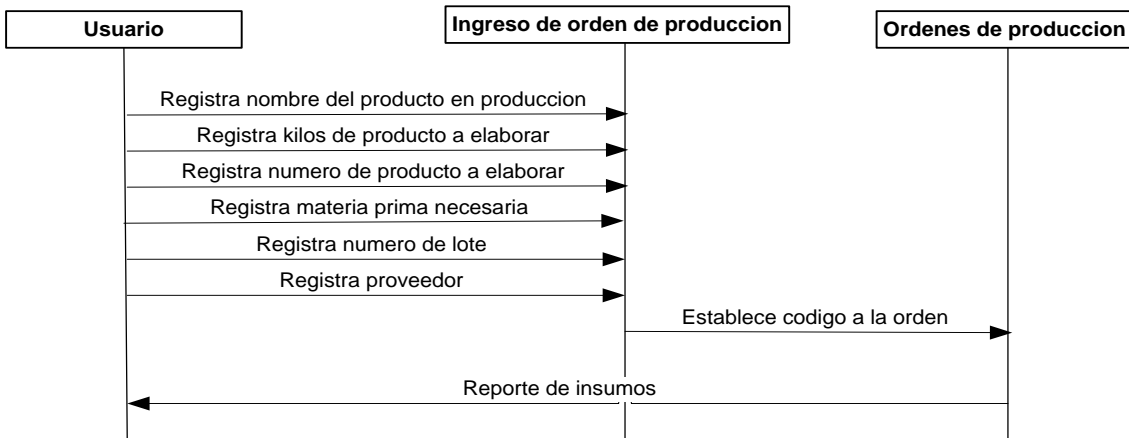 Usuario
Ingreso de orden de produccion
Ordenes de produccion
Registra nombre del producto en produccion
Registra kilos de producto a elaborar
Registra numero de producto a elaborar
Registra materia prima necesaria
Registra numero de lote
Registra proveedor
Establece codigo a la orden
Reporte de insumos